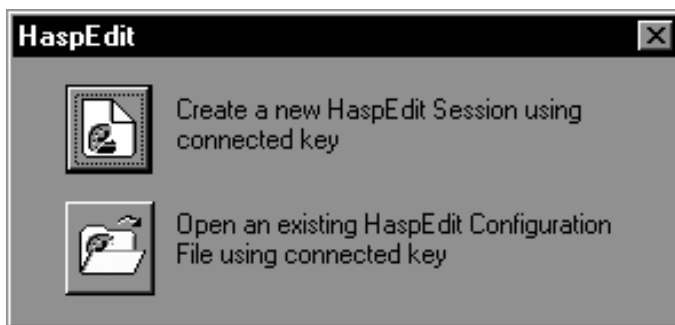 HaspEdit
Create a new HaspEdit Session using
connected key
Open an existing HaspEdit Configuration
File using connected key